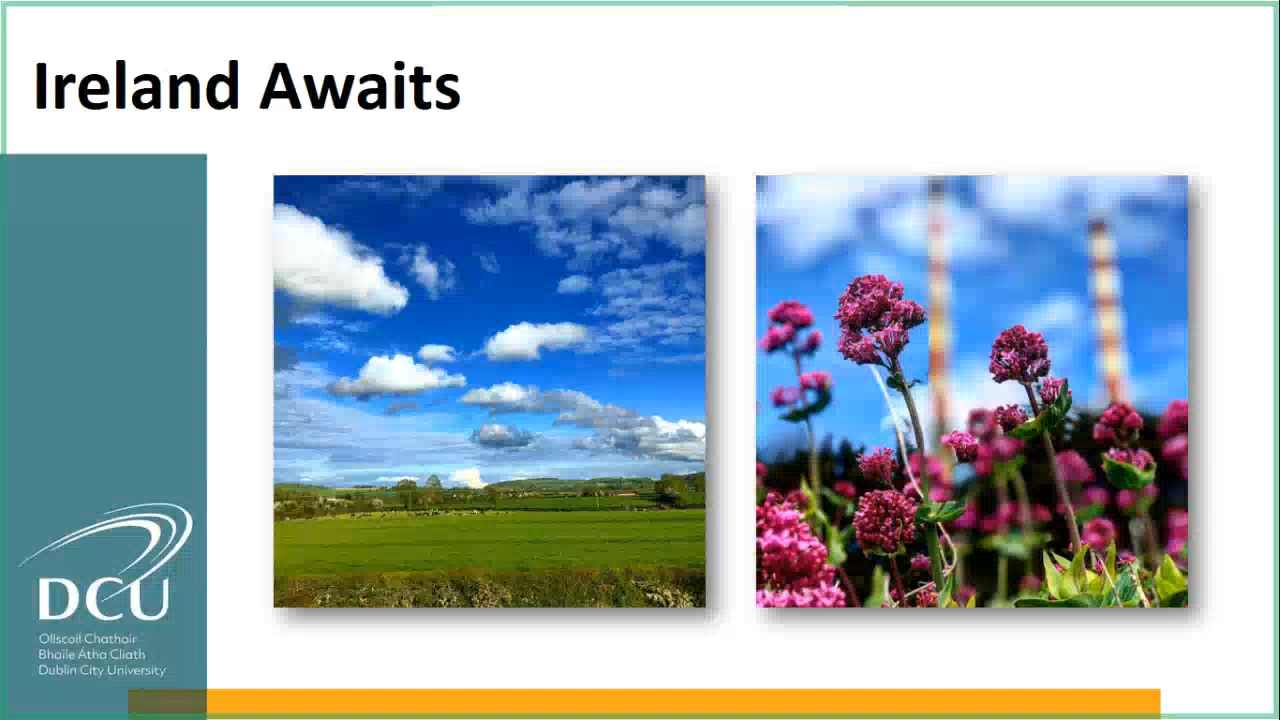 Ireland Awaits
DCU
Ollscoil Chathair
Bhaile Átha Cliath
Dublin City University